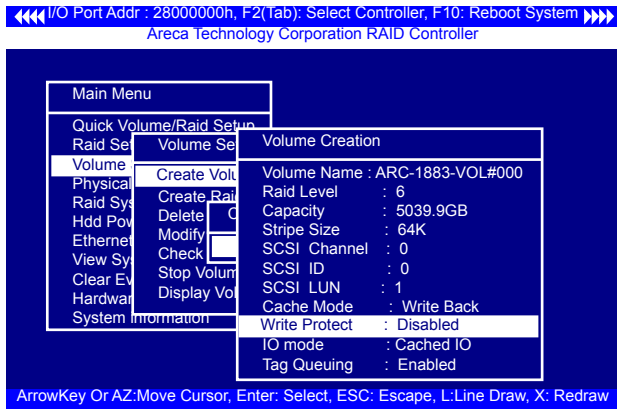 I/O Port Addr : 28000000h, F2(Tab): Select Controller, F10: Reboot System
Areca Technology Corporation RAID Controller
Main Menu
Quick Volume/Raid Setup
Raid Set
Volume
Physical
Raid Sys
Hdd Pow
Ethernet
View Sy
Clear Ev
Hardwar
System Information
Volume Se
Create Volu
Create Rai
Delete
Modify
Check
Stop Volum
Display Vol
C
Volume Creation
Volume Name : ARC-1883-VOL#000
Raid Level : 6
Capacity : 5039.9GB
Stripe Size : 64K
SCSI Channel : 0
SCSI ID : 0
SCSI LUN : 1
Cache Mode : Write Back
Write Protect : Disabled
IO mode : Cached IO
Tag Queuing : Enabled
ArrowKey Or AZ:Move Cursor, Enter: Select, ESC: Escape, L:Line Draw, X: Redraw